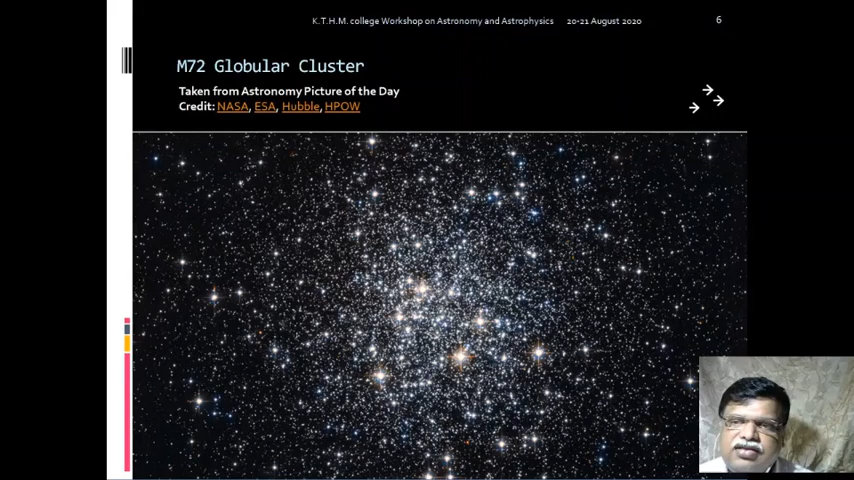 K.T.H.M. college Workshop on Astronomy and Astrophysics 20-21 August 2020 6
M72 Globular Cluster
Taken from Astronomy Picture of the Day
Credit: NASA, ESA, Hubble, HPOW